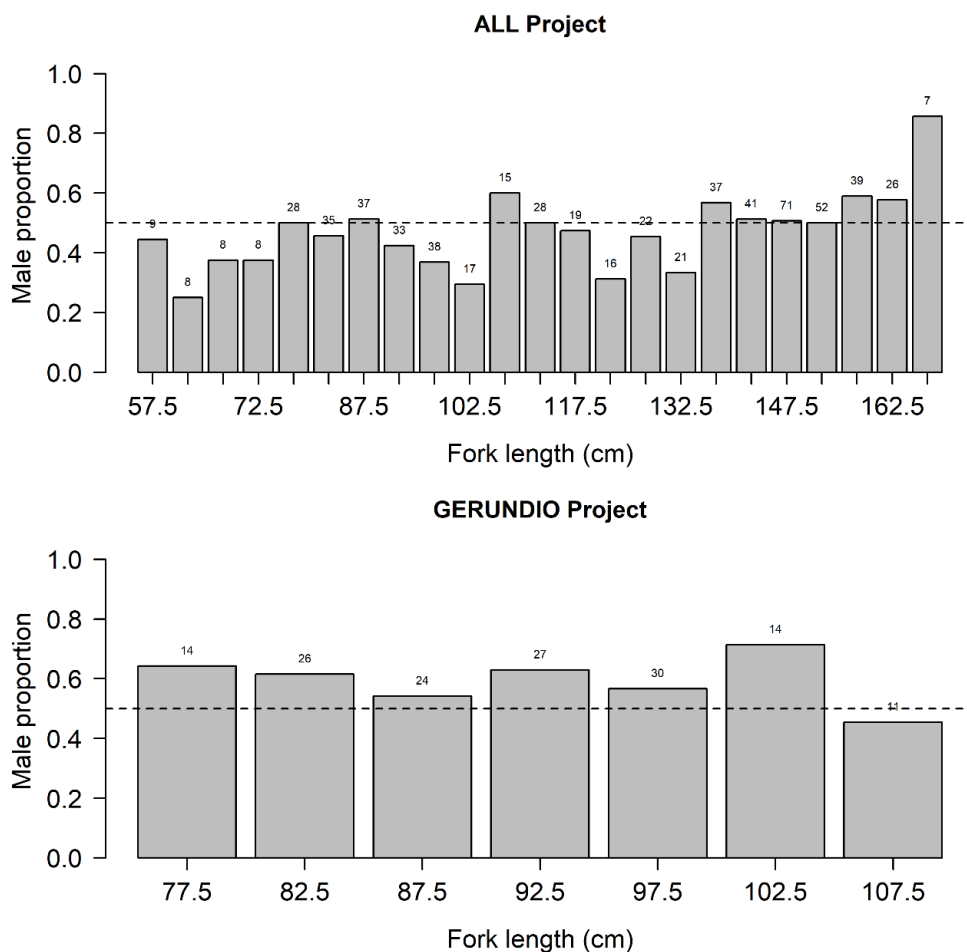 ALL Project
Male proportion
1.0
0.8
0.6
0.4
0.2
0.0
9 8 8 8 28 35 37 33 38 17 15 28 19 16 22 21 37 41 71 52 39 26 7
57.5 72.5 87.5 102.5 117.5 132.5 147.5 162.5
Fork length (cm)
GERUNDIO Project
Male proportion
1.0
0.8
0.6
0.4
0.2
0.0
14 26 24 27 30 14 11
77.5 82.5 87.5 92.5 97.5 102.5 107.5
Fork length (cm)